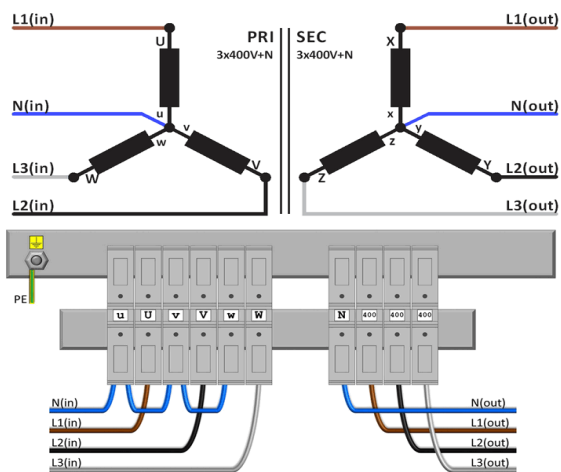 L1(in)
U
PRI
3x400V+N
SEC
3x400V+N
X
L1(out)
N(in)
u
v
w
x
y
z
N(out)
L3(in)
W
V
Z
Y
L2(out)
L2(in)
L3(out)
PE
u U v V w W
N 400 400 400
N(in)
L1(in)
L2(in)
L3(in)
N(out)
L1(out)
L2(out)
L3(out)